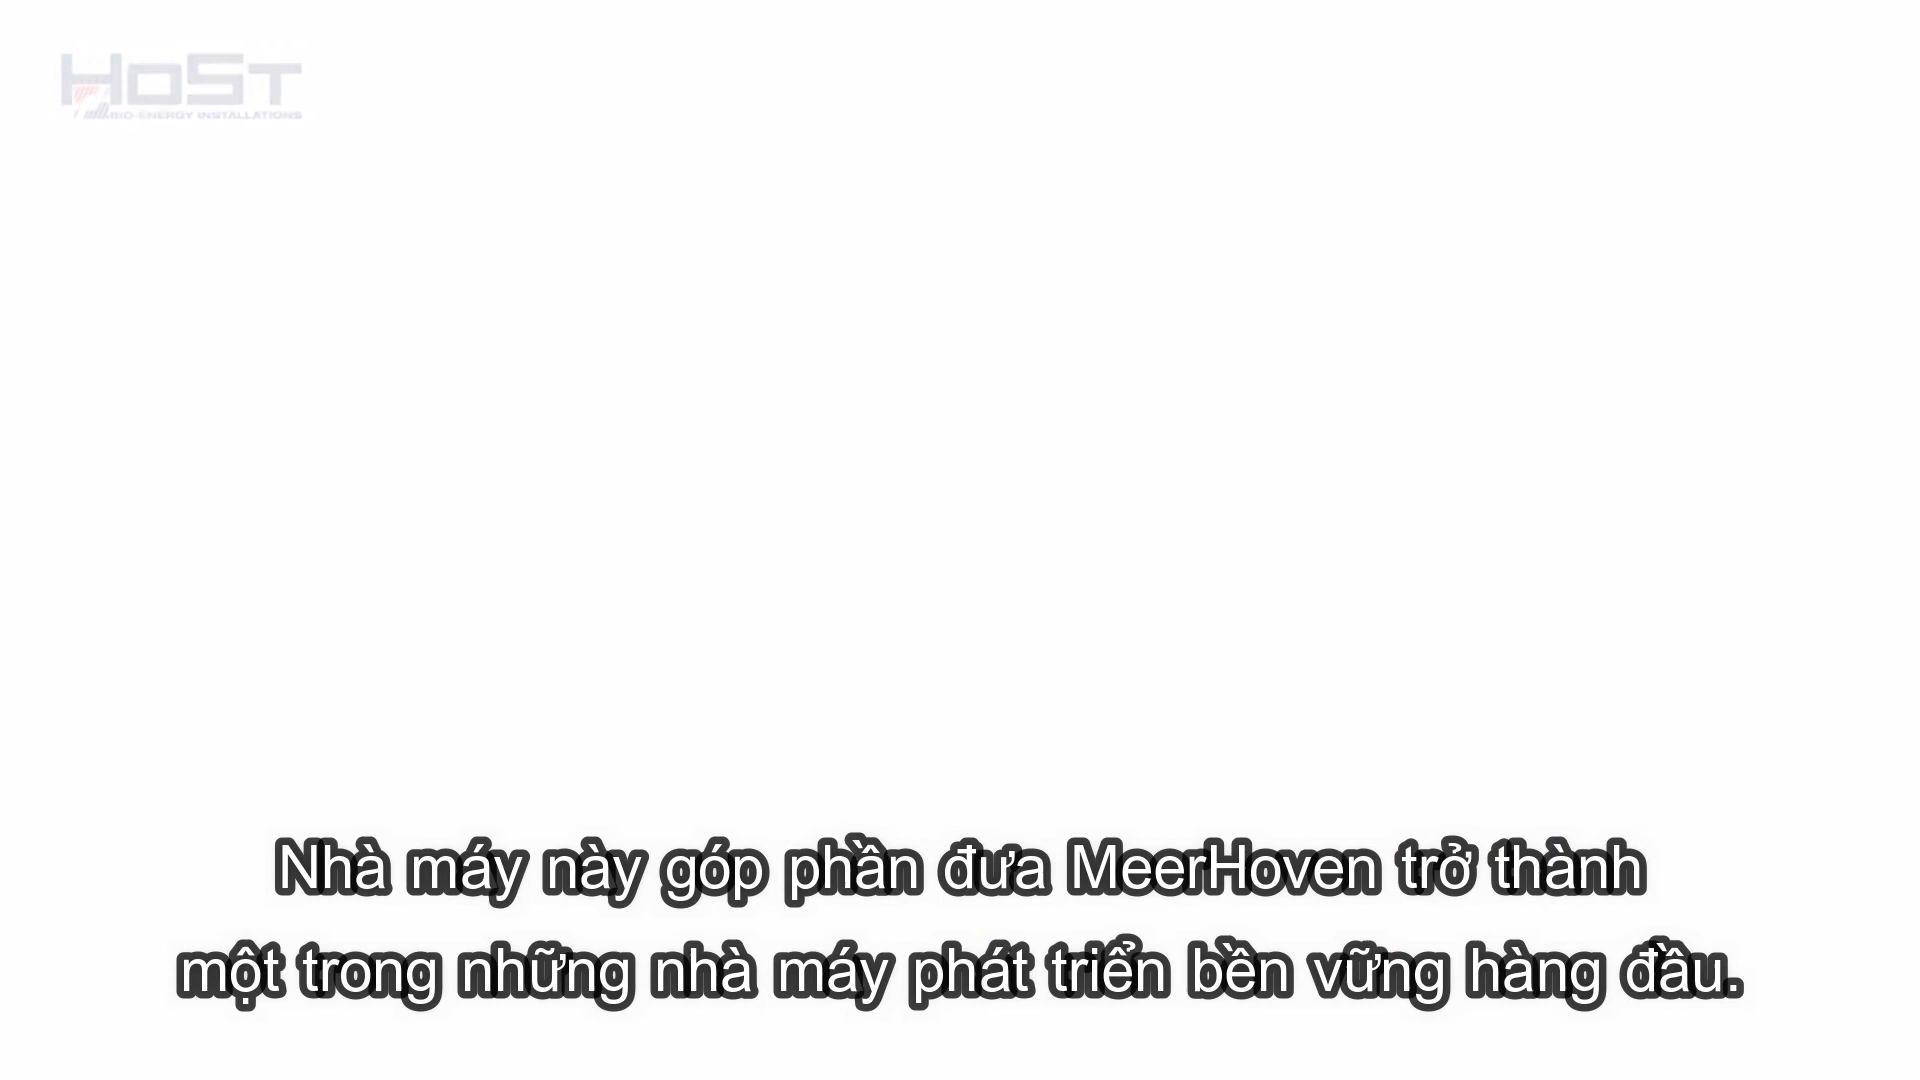 HoST
BIO-ENERGY INSTALLATIONS
Nhà máy này góp phần đưa MeerHoven trở thành
một trong những nhà máy phát triển bền vững hàng đầu.